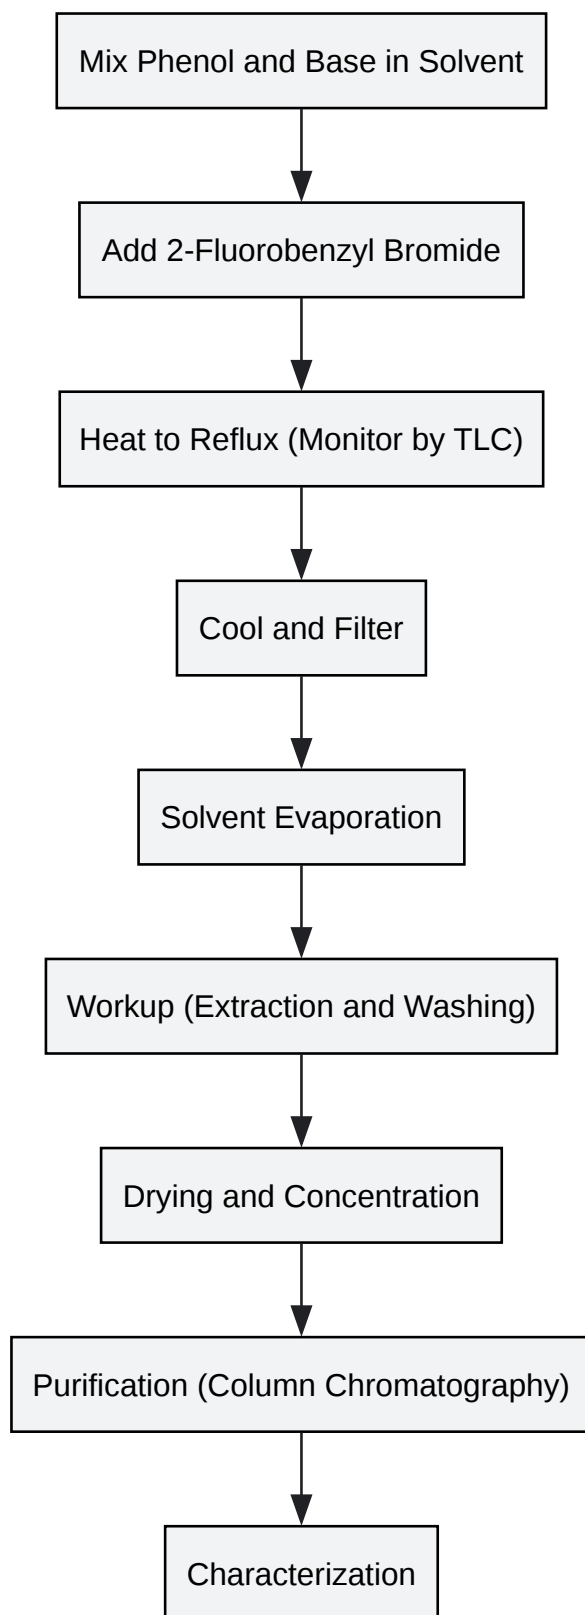 Mix Phenol and Base in Solvent
Add 2-Fluorobenzyl Bromide
Heat to Reflux (Monitor by TLC)
Cool and Filter
Solvent Evaporation
Workup (Extraction and Washing)
Drying and Concentration
Purification (Column Chromatography)
Characterization